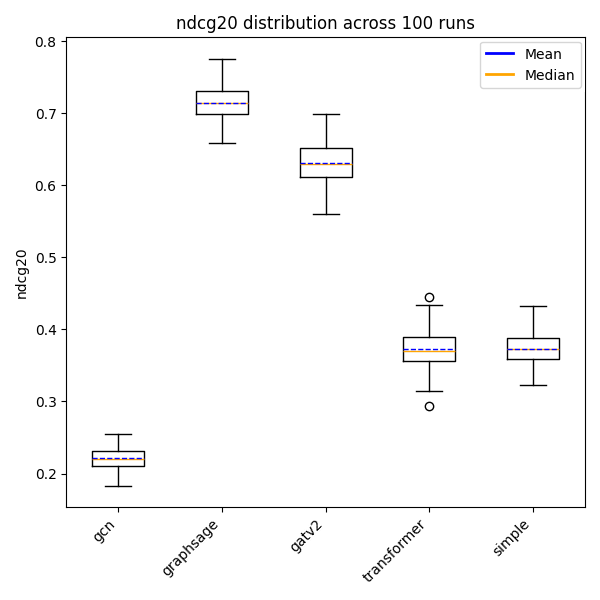 ndcg20 distribution across 100 runs
Mean
Median
ndcg20
0.8
0.7
0.6
0.5
0.4
0.3
0.2
gcn
graphsage
gatv2
transformer
simple